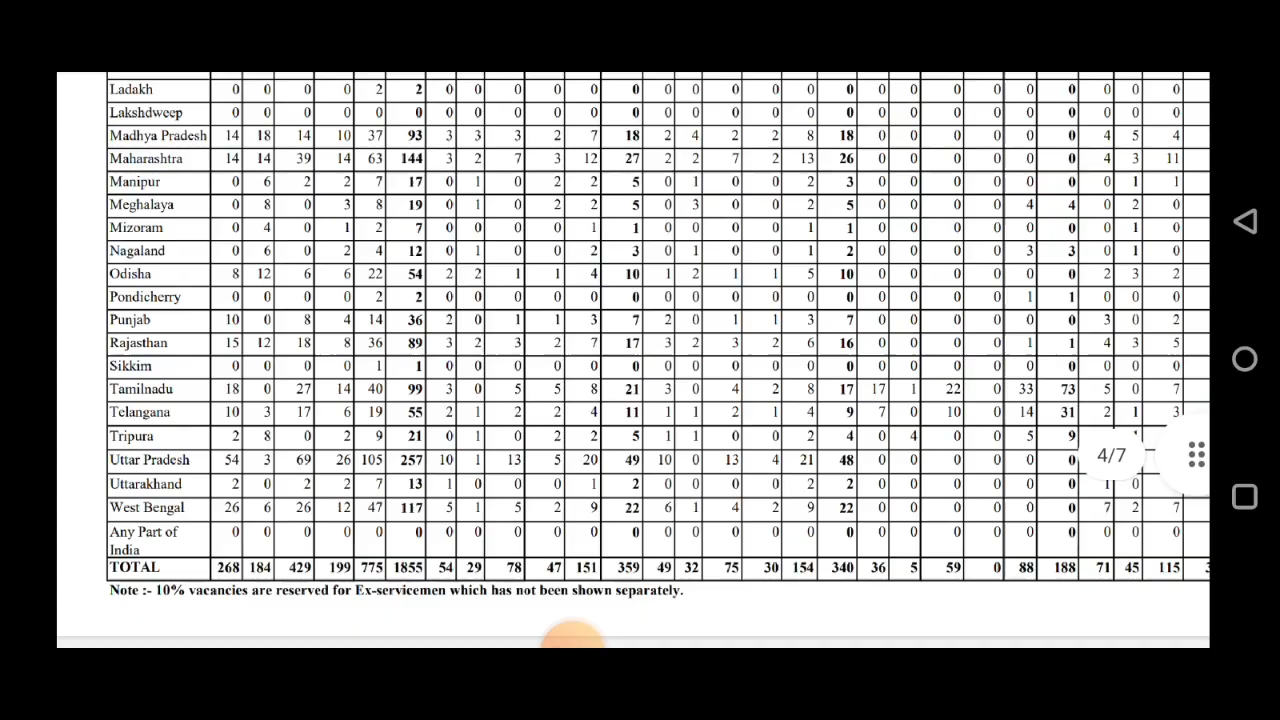 Ladakh 0 0 0 0 2 2 0 0 0 0 0 0 0 0 0 0 0 0 0 0 0 0 0 0 0 0 0
Lakshdweep 0 0 0 0 0 0 0 0 0 0 0 0 0 0 0 0 0 0 0 0 0 0 0 0 0 0 0
Madhya Pradesh 14 18 14 10 37 93 3 3 3 2 7 18 2 4 2 2 8 18 0 0 0 0 0 0 4 5 4
Maharashtra 14 14 39 14 63 144 3 2 7 3 12 27 2 2 7 2 13 26 0 0 0 0 0 0 4 3 11
Manipur 0 6 2 2 7 17 0 1 0 2 2 5 0 1 0 0 2 3 0 0 0 0 0 0 0 1 1
Meghalaya 0 8 0 3 8 19 0 1 0 2 2 5 0 3 0 0 2 5 0 0 0 0 4 4 0 2 0
Mizoram 0 4 0 1 2 7 0 0 0 0 1 1 0 0 0 0 1 1 0 0 0 0 0 0 0 1 0
Nagaland 0 6 0 2 4 12 0 1 0 0 2 3 0 1 0 0 1 2 0 0 0 0 3 3 0 1 0
Odisha 8 12 6 6 22 54 2 2 1 1 4 10 1 2 1 1 5 10 0 0 0 0 0 0 2 3 2
Pondicherry 0 0 0 0 2 2 0 0 0 0 0 0 0 0 0 0 0 0 0 0 0 0 1 1 0 0 0
Punjab 10 0 8 4 14 36 2 0 1 1 3 7 2 0 1 1 3 7 0 0 0 0 0 0 3 0 2
Rajasthan 15 12 18 8 36 89 3 2 3 2 7 17 3 2 3 2 6 16 0 0 0 0 1 1 4 3 5
Sikkim 0 0 0 0 1 1 0 0 0 0 0 0 0 0 0 0 0 0 0 0 0 0 0 0 0 0 0
Tamilnadu 18 0 27 14 40 99 3 0 5 5 8 21 3 0 4 2 8 17 17 1 22 0 33 73 5 0 7
Telangana 10 3 17 6 19 55 2 1 2 2 4 11 1 1 2 1 4 9 7 0 10 0 14 31 2 1 3
Tripura 2 8 0 2 9 21 0 1 0 2 2 5 1 1 0 0 2 4 0 4 0 0 5 9
Uttar Pradesh 54 3 69 26 105 257 10 1 13 5 20 49 10 0 13 4 21 48 0 0 0 0 0 0
4/7
Uttarakhand 2 0 2 2 7 13 1 0 0 0 1 2 0 0 0 0 2 2 0 0 0 0 0 0 1 0
West Bengal 26 6 26 12 47 117 5 1 5 2 9 22 6 1 4 2 9 22 0 0 0 0 0 0 7 2 7
Any Part of 0 0 0 0 0 0 0 0 0 0 0 0 0 0 0 0 0 0 0 0 0 0 0 0 0 0 0
India
TOTAL 268 184 429 199 775 1855 54 29 78 47 151 359 49 32 75 30 154 340 36 5 59 0 88 188 71 45 115
Note :- 10% vacancies are reserved for Ex-servicemen which has not been shown separately.